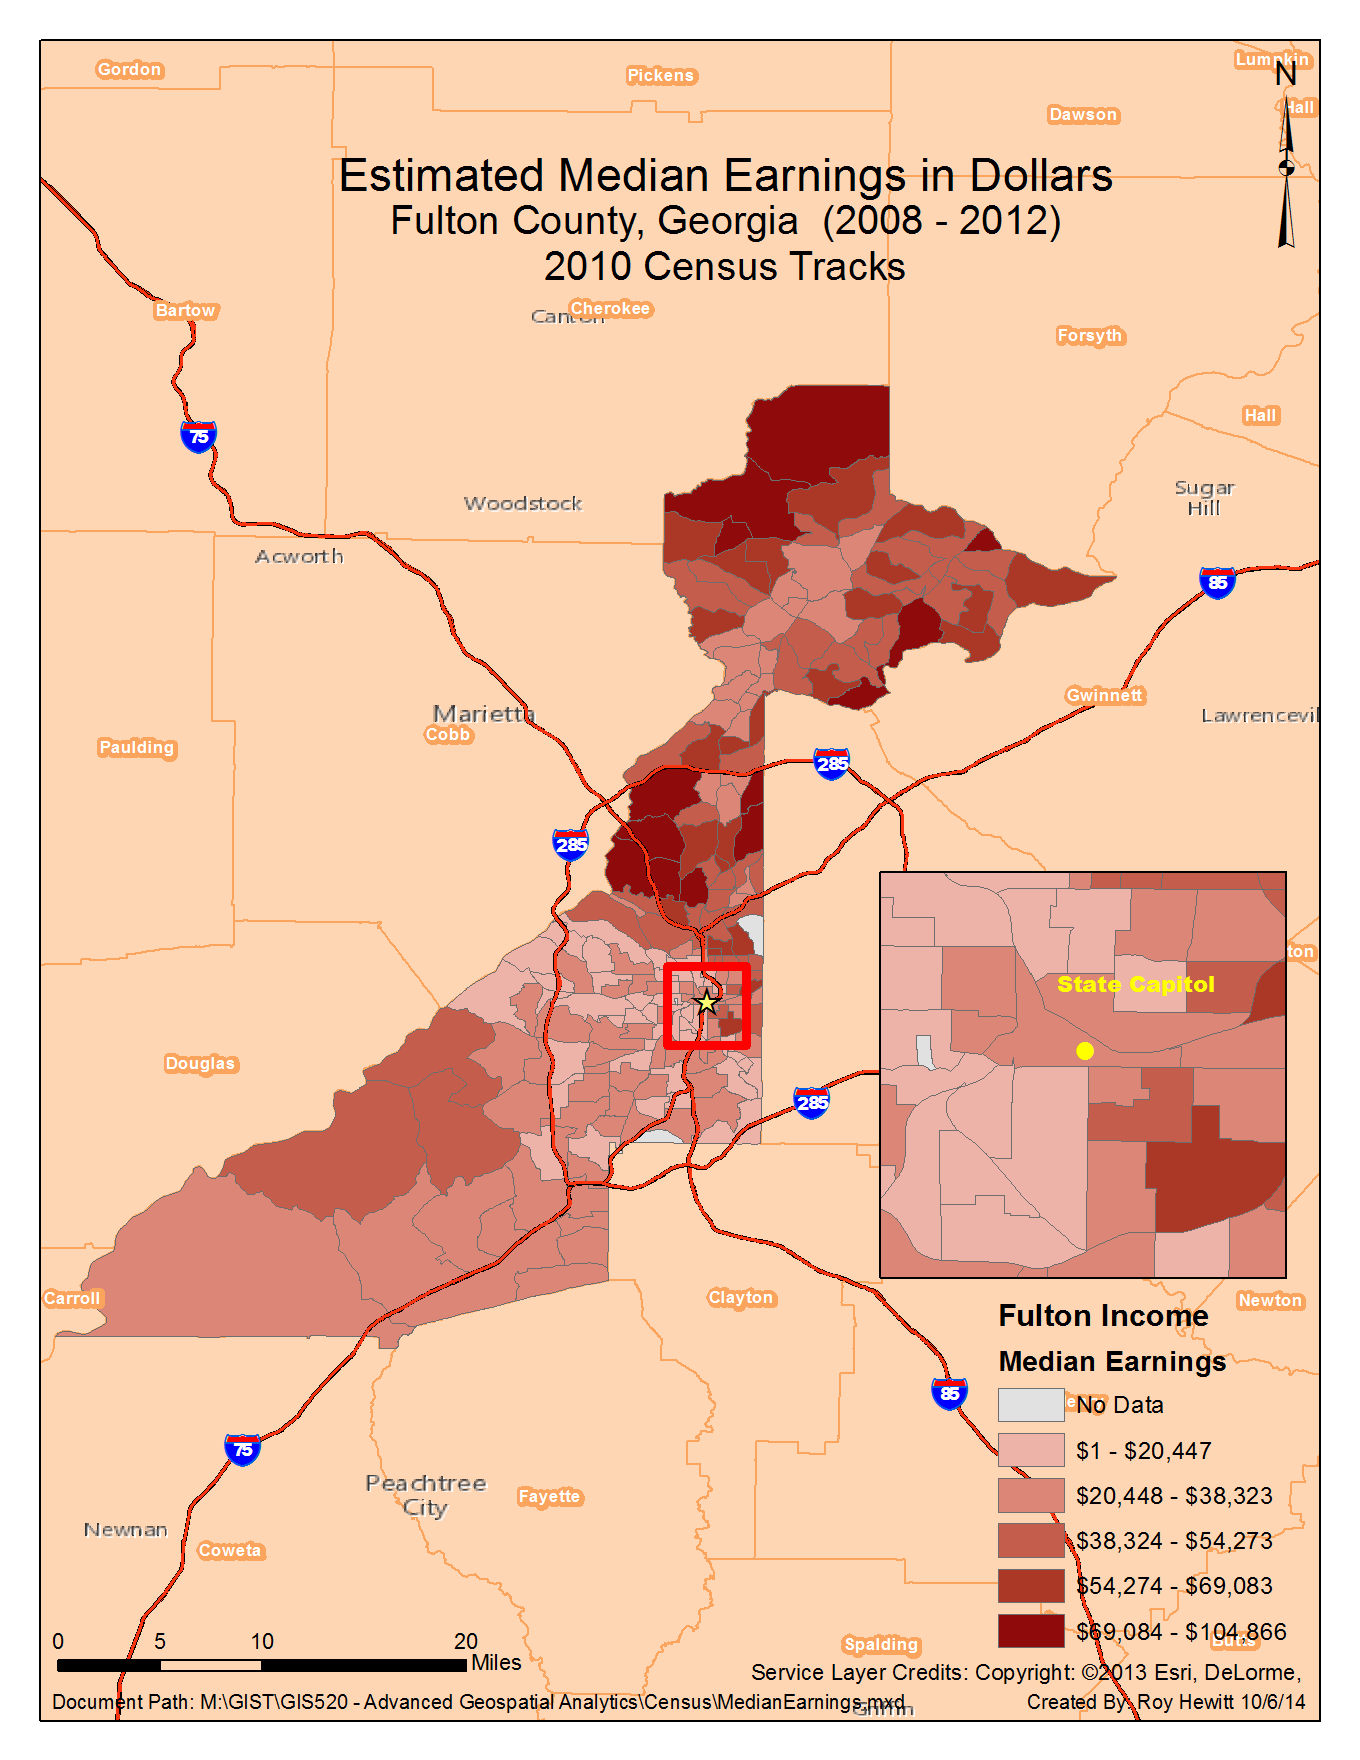 Gordon
Pickens
Lumpkin
N
Hall
Dawson
Estimated Median Earnings in Dollars
Fulton County, Georgia (2008 - 2012)
2010 Census Tracks
Bartow
Canton
Cherokee
Forsyth
Hall
75
Woodstock
Sugar
Hill
Acworth
85
Gwinnett
Marietta
Lawrencevil
Cobb
Paulding
285
285
ton
State Capitol
Douglas
285
Carroll
Clayton
Newton
Fulton Income
Median Earnings
85
No Data
$1 - $20,447
75
Peachtree
City
Fayette
$20,448 - $38,323
Newnan
Coweta
$38,324 - $54,273
$54,274 - $69,083
$69,084 - $104,866
Butts
Spalding
0 5 10 20
Miles
Service Layer Credits: Copyright: ©2013 Esri, DeLorme,
Document Path: M:\GIST\GIS520 - Advanced Geospatial Analytics\Census\MedianEarnings.mxd
Created By: Roy Hewitt 10/6/14
Griffin